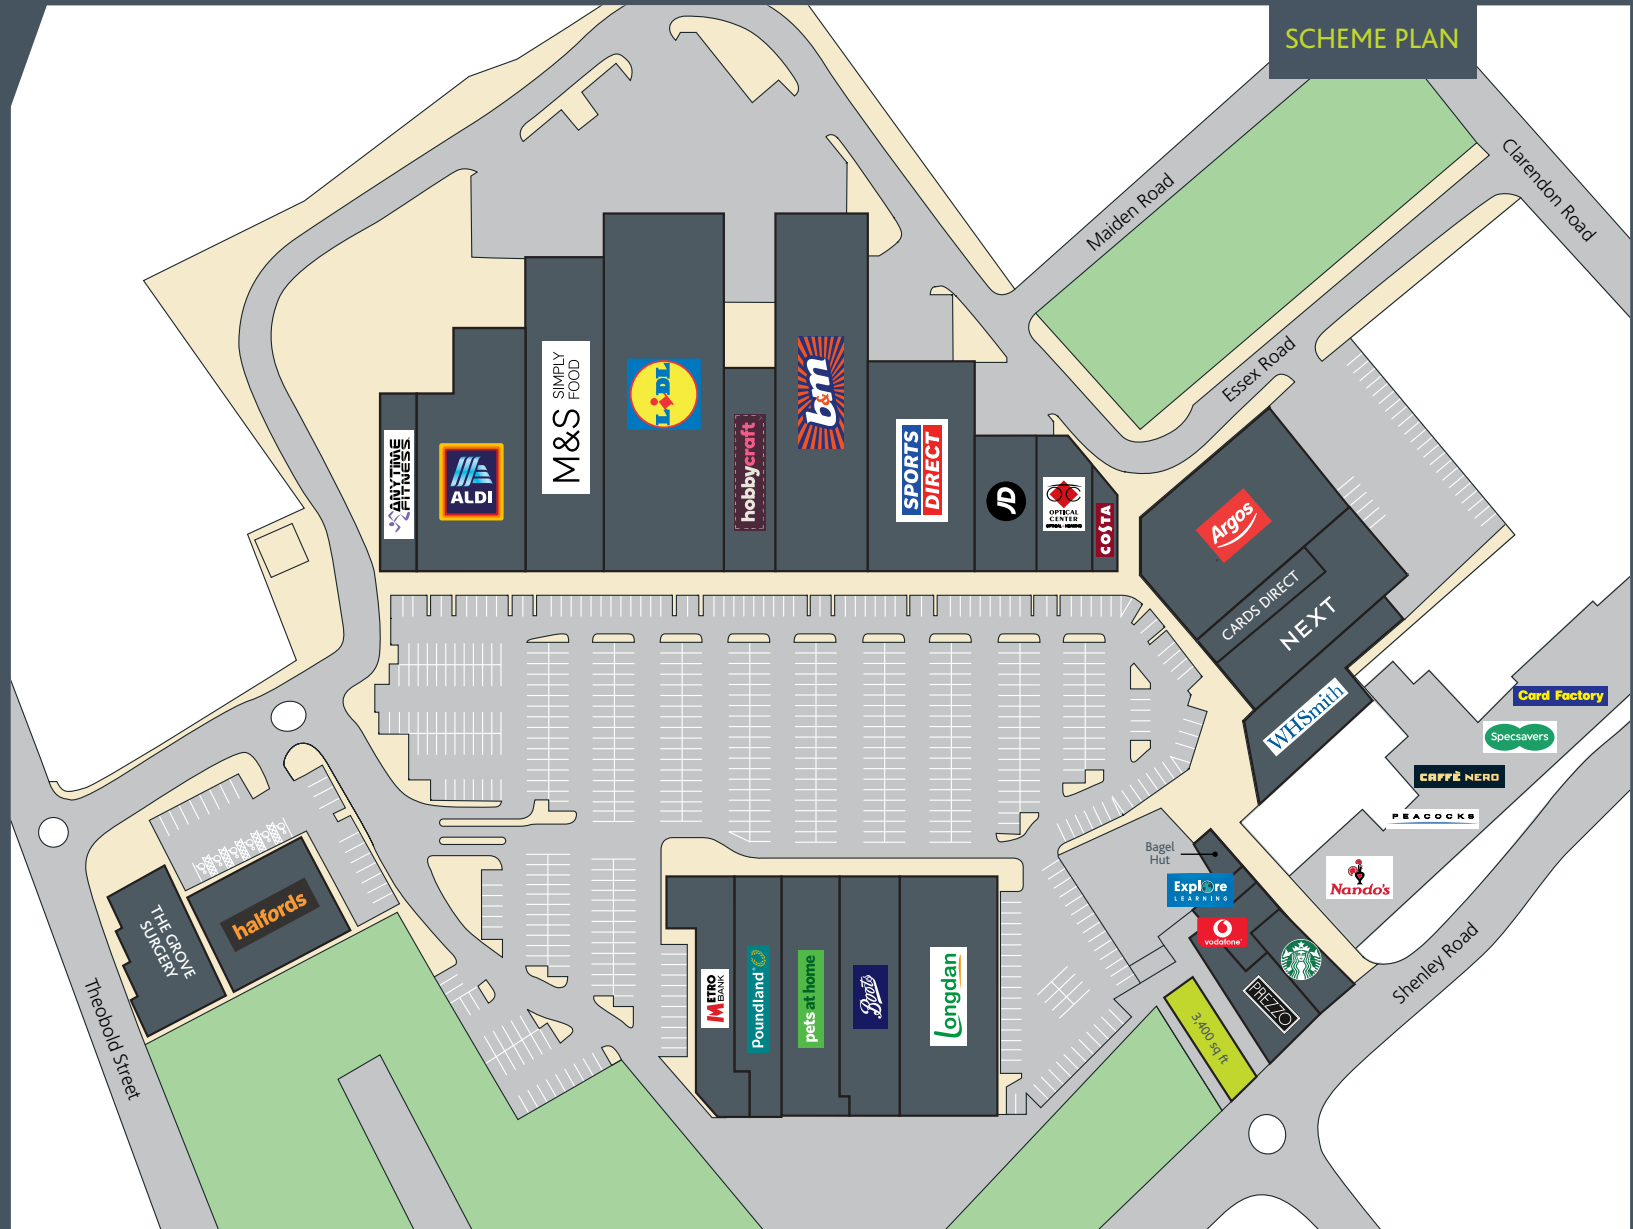 SCHEME PLAN
Maiden Road
Clarendon Road
Essex Road
ANYTIME
FITNESS
ALDI
M&S SIMPLY
FOOD
LIDL
hobbycraft
b&m
SPORTS
DIRECT
JD
OPTICAL
CENTER
COSTA
Argos
CARDS DIRECT
NEXT
WHSmith
Card Factory
Specsavers
CAFFÈ NERO
PEACOCKS
Nando's
Bagel
Hut
Explore
LEARNING
vodafone
PREZZO
3,400 sq ft
Shenley Road
THE GROVE
SURGERY
halfords
METRO
BANK
Poundland
pets at home
Boots
Longdan
Theobold Street